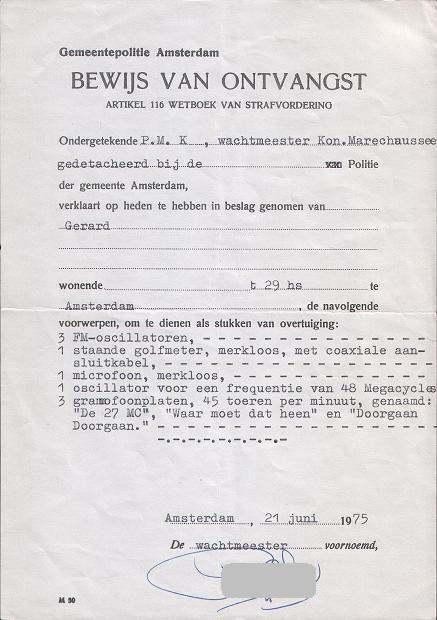 Gemeentepolitie Amsterdam
BEWIJS VAN ONTVANGST
ARTIKEL 116 WETBOEK VAN STRAFVORDERING
Ondergetekende P.M. K , wachtmeester Kon.Marechaussee
gedetacheerd bij de xxx Politie
der gemeente Amsterdam,
verklaart op heden te hebben in beslag genomen van
Gerard
wonende t 29 hs te
Amsterdam , de navolgende
voorwerpen, om te dienen als stukken van overtuiging:
3 FM-oscillatoren, - - - - - - - - - - - - - - - -
1 staande golfmeter, merkloos, met coaxiale aan-
sluitkabel, - - - - - - - - - - - - - - - -
1 microfoon, merkloos, - - - - - - - - - - - - -
1 oscillator voor een frequentie van 48 Megacycles
3 gramofoonplaten, 45 toeren per minuut, genaamd:
"De 27 MC", "Waar moet dat heen" en "Doorgaan
Doorgaan." - - - - - - - - - - - - - - - - -
-.-.-.-.-.-.-.-.-.-
Amsterdam , 21 juni 1975
De wachtmeester voornoemd,
M 50